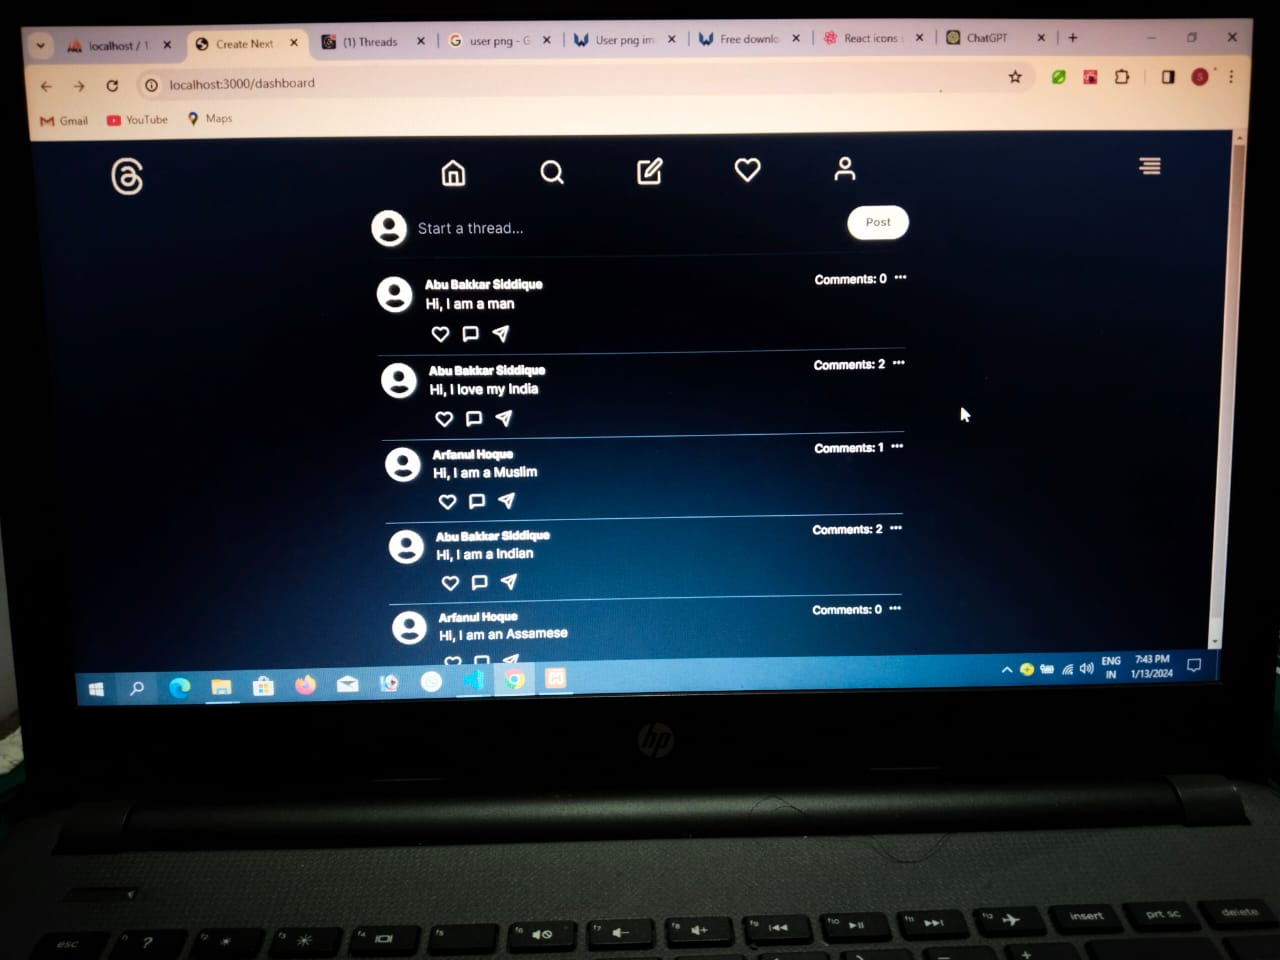 localhost / 1
Create Next
(1) Threads
user png - G
User png im
Free downlo
React icons
ChatGPT
localhost:3000/dashboard
S
Gmail
YouTube
Maps
Start a thread...
Post
Abu Bakkar Siddique
Comments: 0 •••
Hi, I am a man
Abu Bakkar Siddique
Comments: 2 •••
Hi, I love my India
Arfanul Hoque
Comments: 1 •••
Hi, I am a Muslim
Abu Bakkar Siddique
Comments: 2 •••
Hi, I am a Indian
Arfanul Hoque
Comments: 0 •••
Hi, I am an Assamese
ENG
IN
7:43 PM
1/13/2024
hp
esc
f1 ?
f2
f3
f4
f5
f6
f7
f8
f9
f10
f11
f12
insert
prt sc
delete